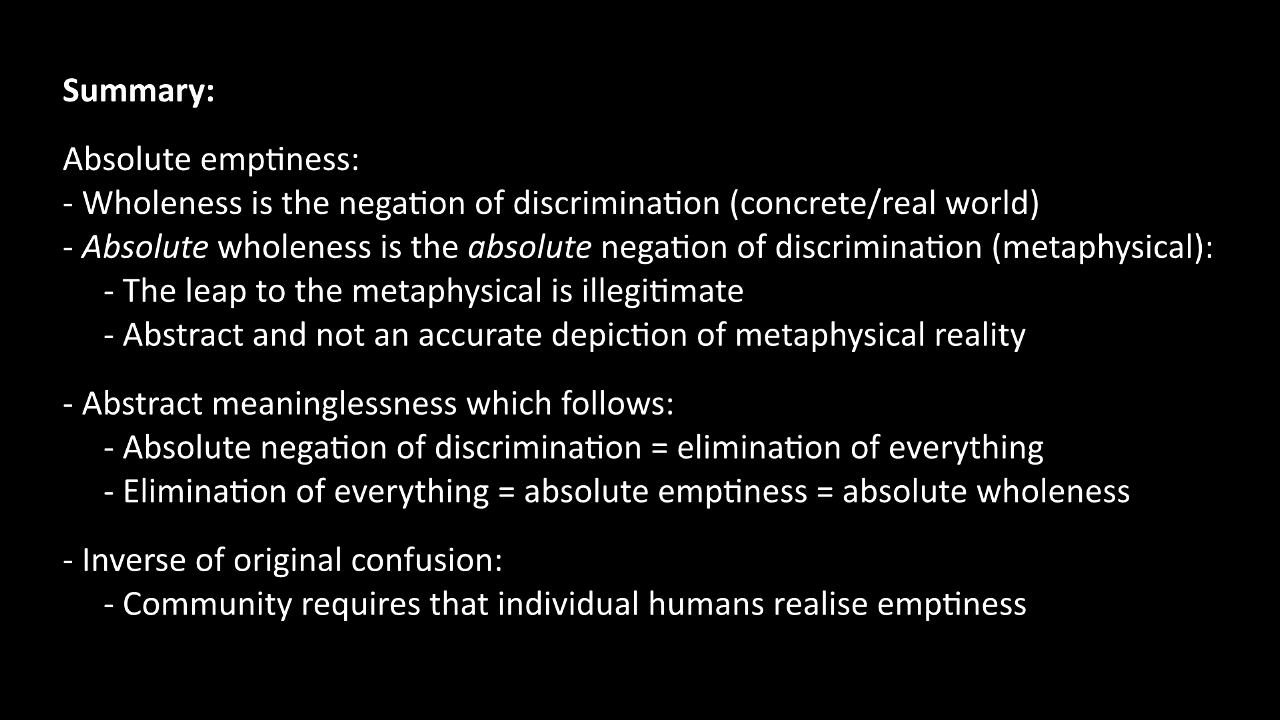 Summary:
Absolute emptiness:
- Wholeness is the negation of discrimination (concrete/real world)
- Absolute wholeness is the absolute negation of discrimination (metaphysical):
- The leap to the metaphysical is illegitimate
- Abstract and not an accurate depiction of metaphysical reality
- Abstract meaninglessness which follows:
- Absolute negation of discrimination = elimination of everything
- Elimination of everything = absolute emptiness = absolute wholeness
- Inverse of original confusion:
- Community requires that individual humans realise emptiness